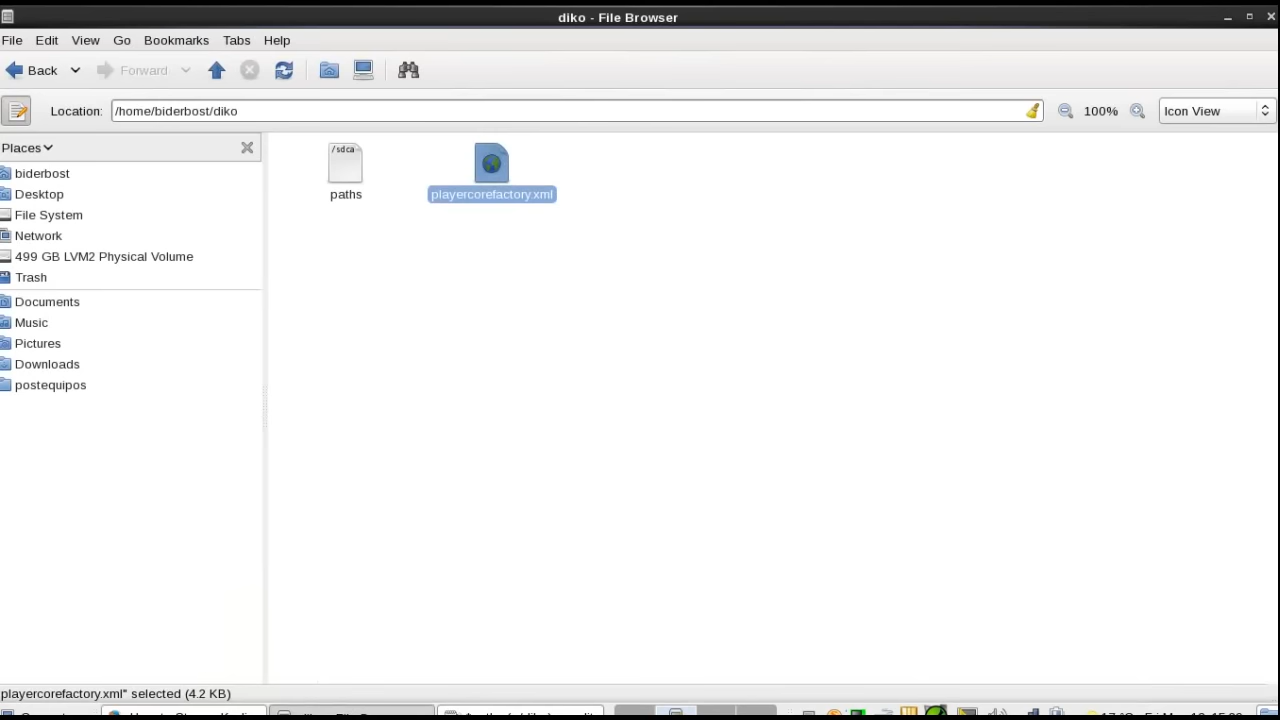 diko - File Browser
File Edit View Go Bookmarks Tabs Help
Back Forward
Location: /home/biderbost/diko 100% Icon View
Places
biderbost
Desktop
File System
Network
499 GB LVM2 Physical Volume
Trash
Documents
Music
Pictures
Downloads
postequipos
/sdca
paths
playercorefactory.xml
playercorefactory.xml" selected (4.2 KB)